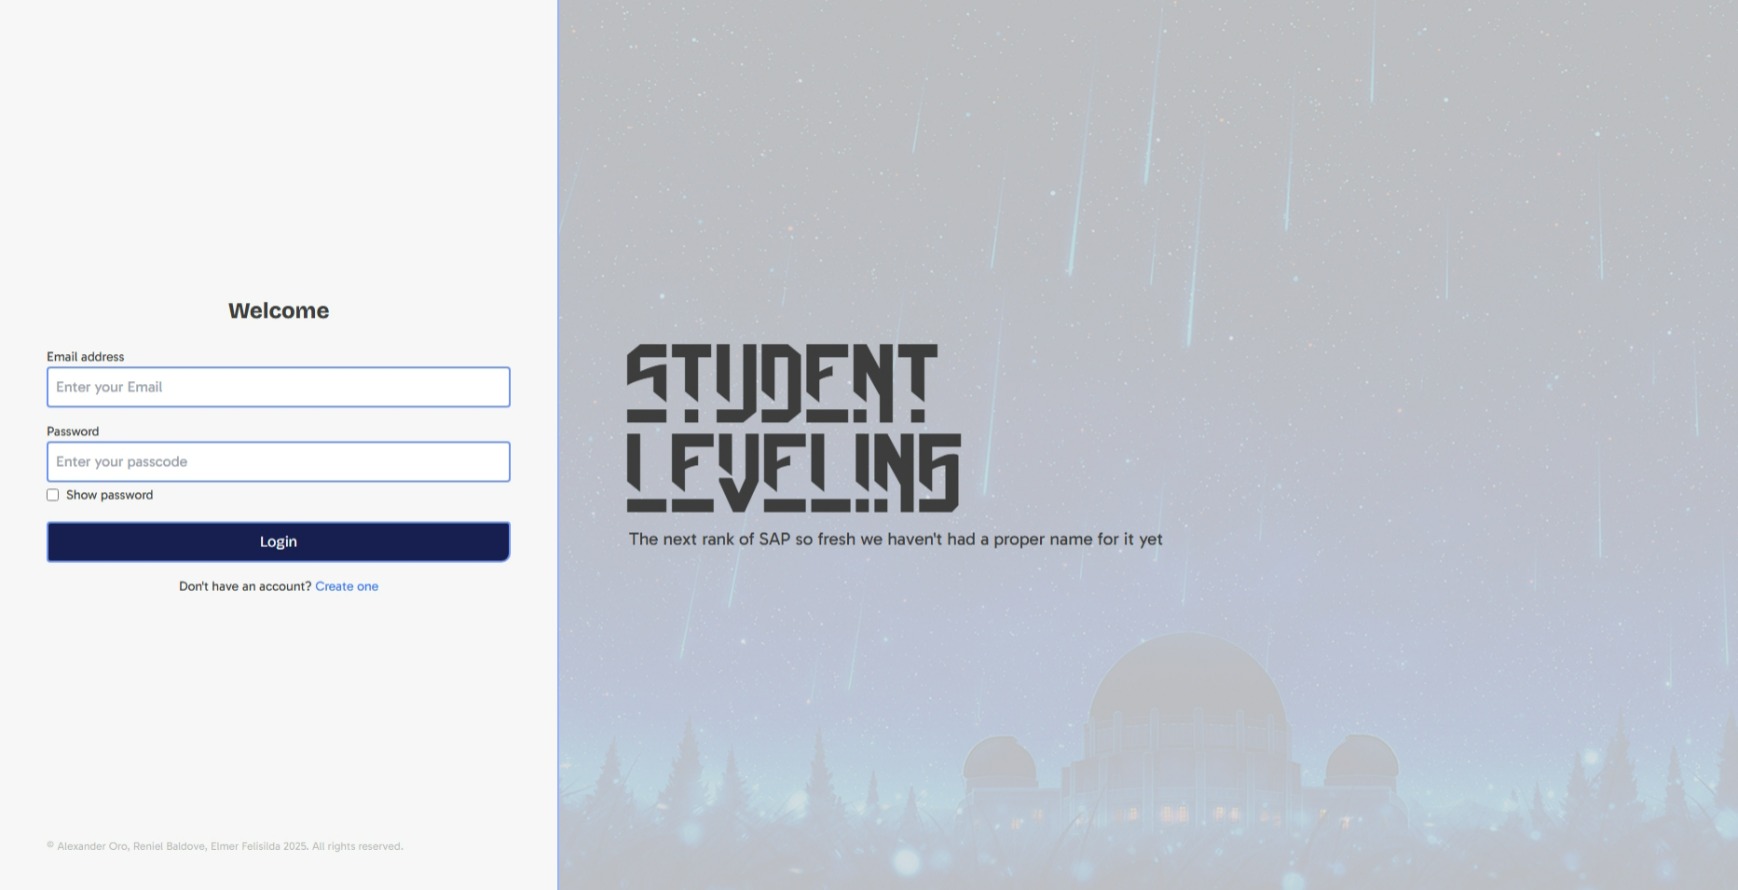 Welcome
Email address
Enter your Email
Password
Enter your passcode
Show password
Login
Don't have an account? Create one
© Alexander Oro, Reniel Baldove, Elmer Felisilda 2025. All rights reserved.
STUDENT
LEVELING
The next rank of SAP so fresh we haven't had a proper name for it yet